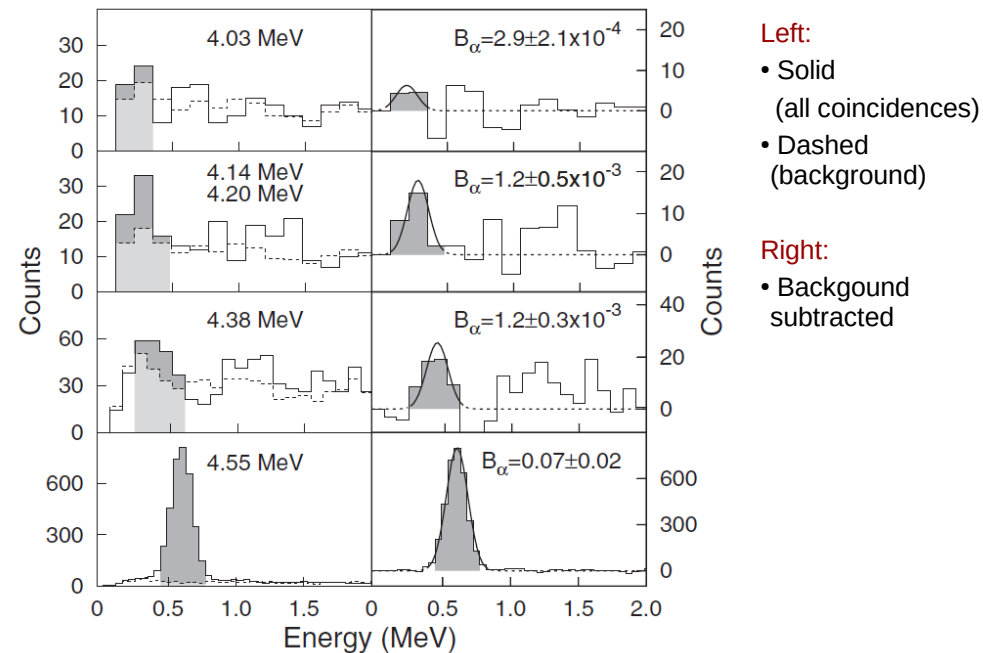 4.03 MeV
Bα=2.9±2.1x10-4
30
20
10
0
20
10
0
4.14 MeV
4.20 MeV
Bα=1.2±0.5x10-3
30
20
10
0
20
10
0
4.38 MeV
Bα=1.2±0.3x10-3
60
30
0
40
20
0
4.55 MeV
Bα=0.07±0.02
600
300
0
600
300
0
Counts
Counts
0 0.5 1.0 1.5 0 0.5 1.0 1.5 2.0
Energy (MeV)
Left:
• Solid
(all coincidences)
• Dashed
(background)
Right:
• Backgound
subtracted